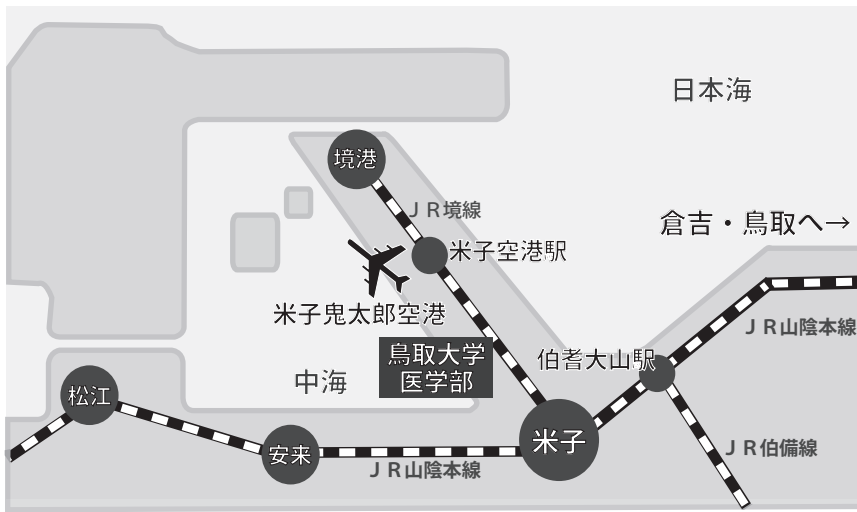 日本海
境港
ＪＲ境線
倉吉・鳥取へ→
米子空港駅
米子鬼太郎空港
ＪＲ山陰本線
鳥取大学
医学部
伯耆大山駅
中海
松江
米子
ＪＲ伯備線
安来
ＪＲ山陰本線